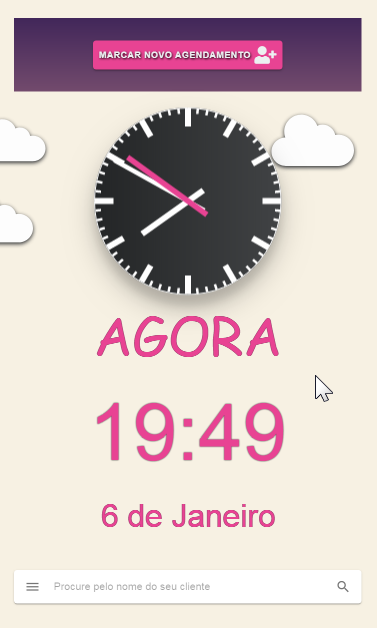 MARCAR NOVO AGENDAMENTO
AGORA
19:49
6 de Janeiro
Procure pelo nome do seu cliente